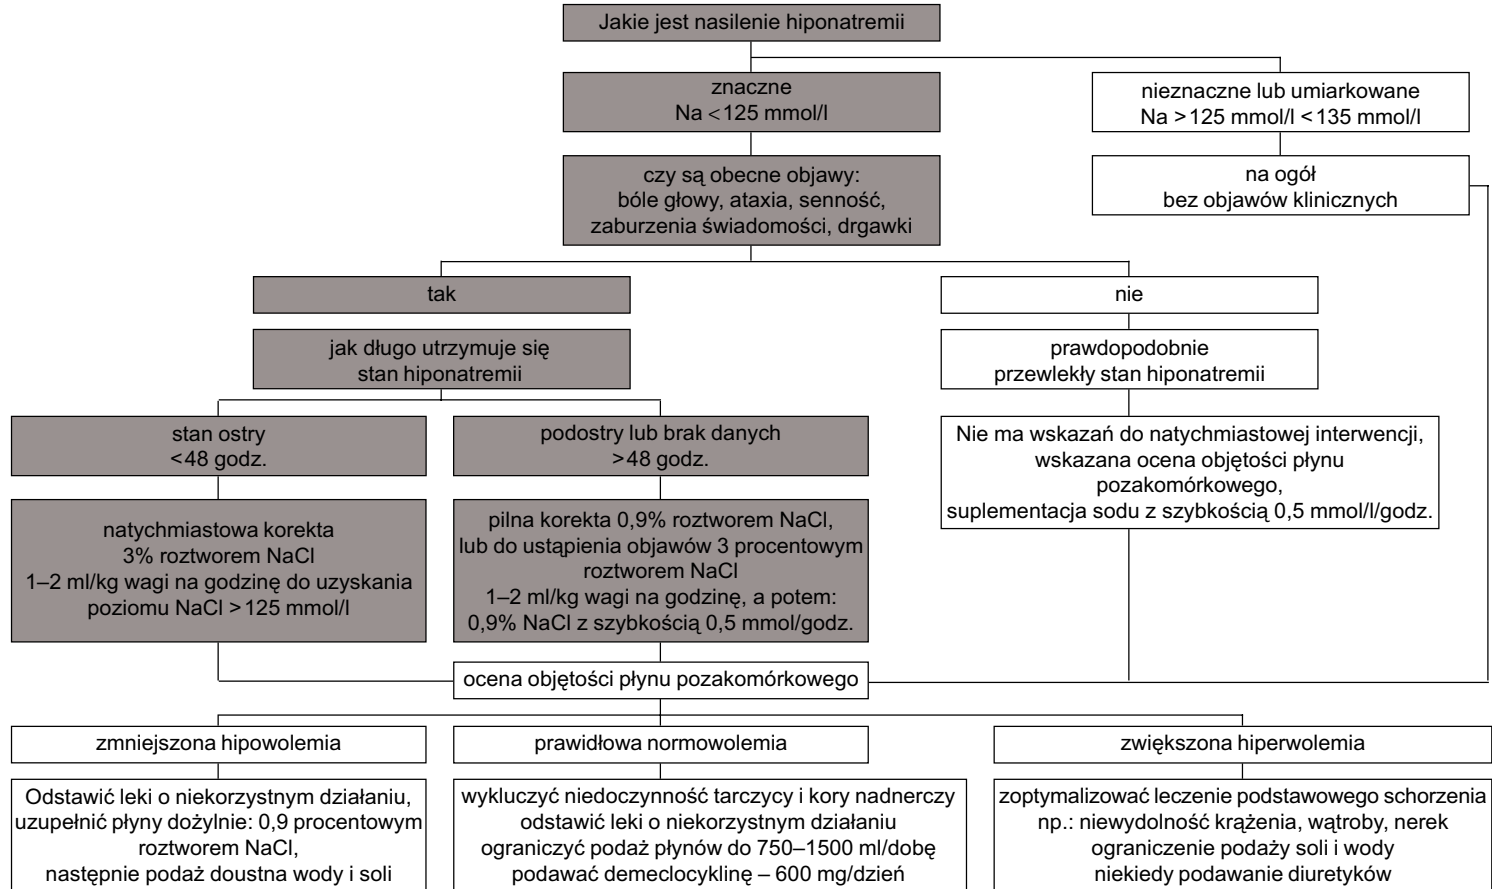 Jakie jest nasilenie hiponatremii
znaczne
Na <125 mmol/l
nieznaczne lub umiarkowane
Na >125 mmol/l <135 mmol/l
czy są obecne objawy:
bóle głowy, ataxia, senność,
zaburzenia świadomości, drgawki
na ogół
bez objawów klinicznych
tak
nie
jak długo utrzymuje się
stan hiponatremii
prawdopodobnie
przewlekły stan hiponatremii
stan ostry
<48 godz.
podostry lub brak danych
>48 godz.
Nie ma wskazań do natychmiastowej interwencji,
wskazana ocena objętości płynu
pozakomórkowego,
suplementacja sodu z szybkością 0,5 mmol/l/godz.
natychmiastowa korekta
3% roztworem NaCl
1–2 ml/kg wagi na godzinę do uzyskania
poziomu NaCl >125 mmol/l
pilna korekta 0,9% roztworem NaCl,
lub do ustąpienia objawów 3 procentowym
roztworem NaCl
1–2 ml/kg wagi na godzinę, a potem:
0,9% NaCl z szybkością 0,5 mmol/godz.
ocena objętości płynu pozakomórkowego
zmniejszona hipowolemia
prawidłowa normowolemia
zwiększona hiperwolemia
Odstawić leki o niekorzystnym działaniu,
uzupełnić płyny dożylnie: 0,9 procentowym
roztworem NaCl,
następnie podaż doustna wody i soli
wykluczyć niedoczynność tarczycy i kory nadnerczy
odstawić leki o niekorzystnym działaniu
ograniczyć podaż płynów do 750–1500 ml/dobę
podawać demeclocyklinę – 600 mg/dzień
zoptymalizować leczenie podstawowego schorzenia
np.: niewydolność krążenia, wątroby, nerek
ograniczenie podaży soli i wody
niekiedy podawanie diuretyków